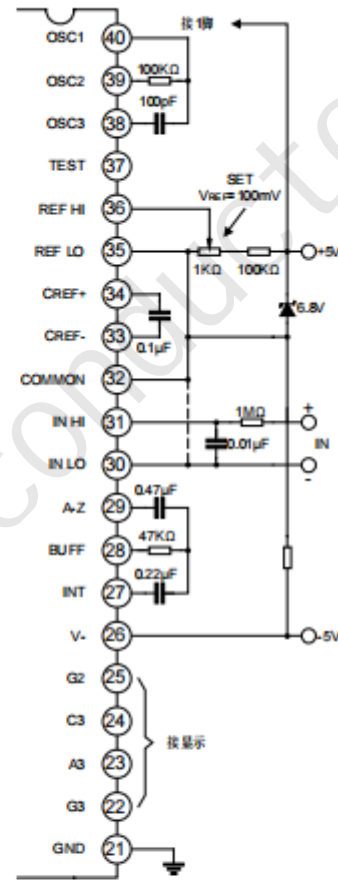 OSC1 40 接1脚
OSC2 39 100KΩ
OSC3 38 100pF
TEST 37
SET
VREF= 100mV
REF HI 36
REF LO 35 1KΩ 100KΩ +5V
CREF+ 34
6.8V
CREF- 33 0.1µF
COMMON 32
IN HI 31 1MΩ +
0.01µF IN
IN LO 30 -
A-Z 29 0.47µF
BUFF 28 47KΩ
INT 27 0.22µF
V- 26 -5V
G2 25
C3 24
接显示
A3 23
G3 22
GND 21
conducto